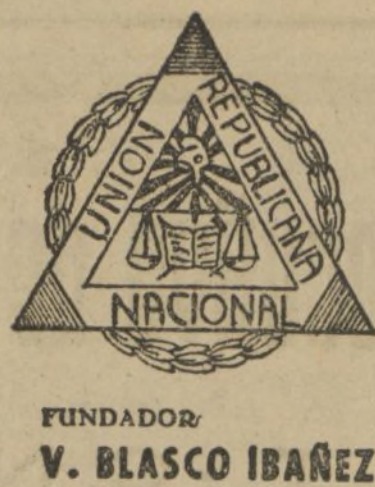 UNION
REPUBLICANA
NACIONAL
FUNDADOR
V. BLASCO IBAÑEZ